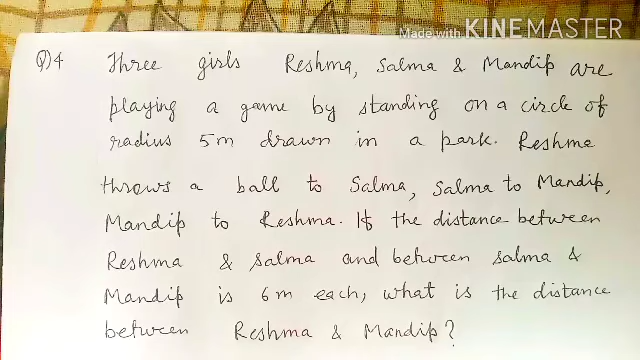 Made with KINEMASTER
Q)4 Three girls Reshma, Salma & Mandip are
playing a game by standing on a circle of
radius 5m drawn in a park. Reshma
throws a ball to Salma, Salma to Mandip,
Mandip to Reshma. If the distance between
Reshma & Salma and between Salma &
Mandip is 6m each, what is the distance
between Reshma & Mandip?